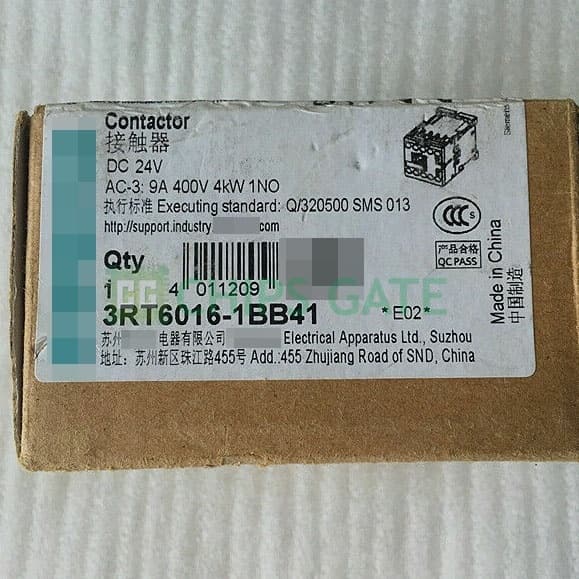 Contactor
接触器
DC 24V
AC-3: 9A 400V 4kW 1NO
执行标准 Executing standard: Q/320500 SMS 013
http://support.industry .com
Qty
1
4 011209
CHIPS GATE
3RT6016-1BB41 *E02*
苏州 电器有限公司 Electrical Apparatus Ltd., Suzhou
地址: 苏州新区珠江路455号 Add.:455 Zhujiang Road of SND, China
CCC S
产品合格
QC PASS
Made in China
中国制造
Siemens